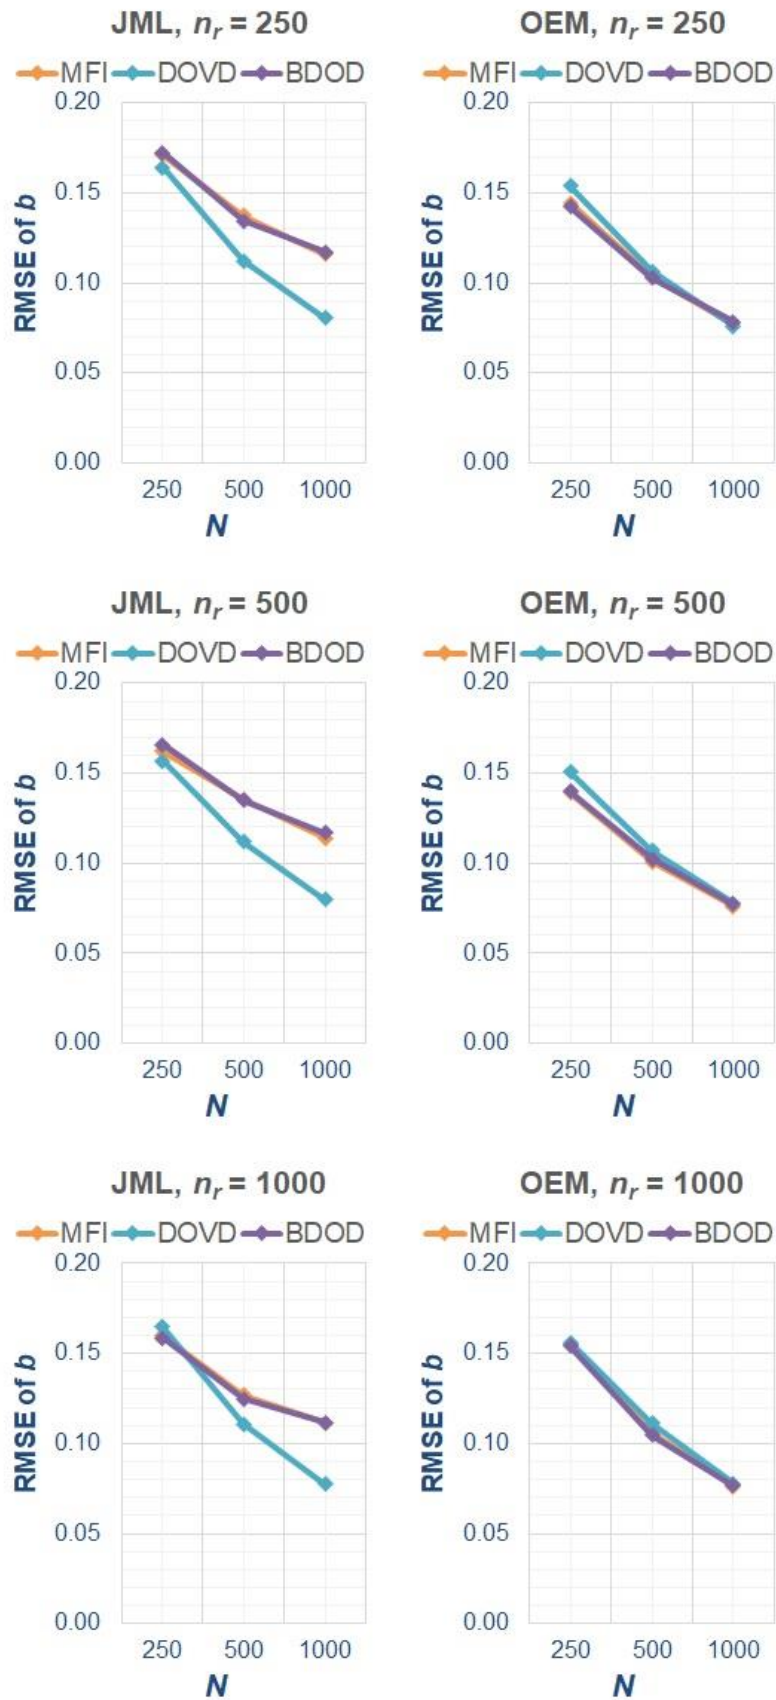 JML, nr = 250
MFI DOVD BDOD
0.20
0.15
0.10
0.05
0.00
RMSE of b
250 500 1000
N
OEM, nr = 250
MFI DOVD BDOD
0.20
0.15
0.10
0.05
0.00
RMSE of b
250 500 1000
N
JML, nr = 500
MFI DOVD BDOD
0.20
0.15
0.10
0.05
0.00
RMSE of b
250 500 1000
N
OEM, nr = 500
MFI DOVD BDOD
0.20
0.15
0.10
0.05
0.00
RMSE of b
250 500 1000
N
JML, nr = 1000
MFI DOVD BDOD
0.20
0.15
0.10
0.05
0.00
RMSE of b
250 500 1000
N
OEM, nr = 1000
MFI DOVD BDOD
0.20
0.15
0.10
0.05
0.00
RMSE of b
250 500 1000
N